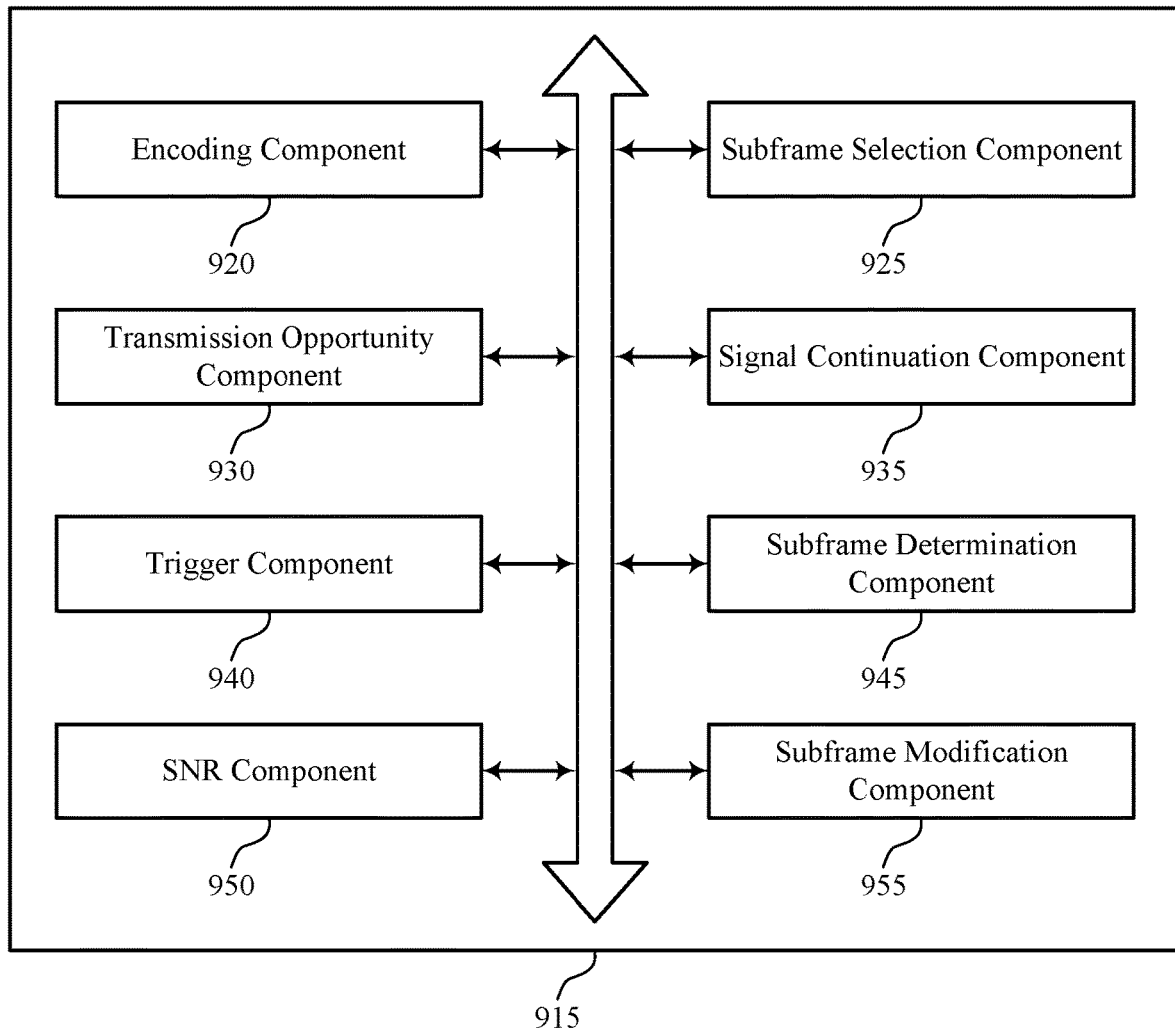 Encoding Component
Subframe Selection Component
920
925
Transmission Opportunity
Component
Signal Continuation Component
930
935
Trigger Component
Subframe Determination
Component
940
945
SNR Component
Subframe Modification
Component
950
955
915